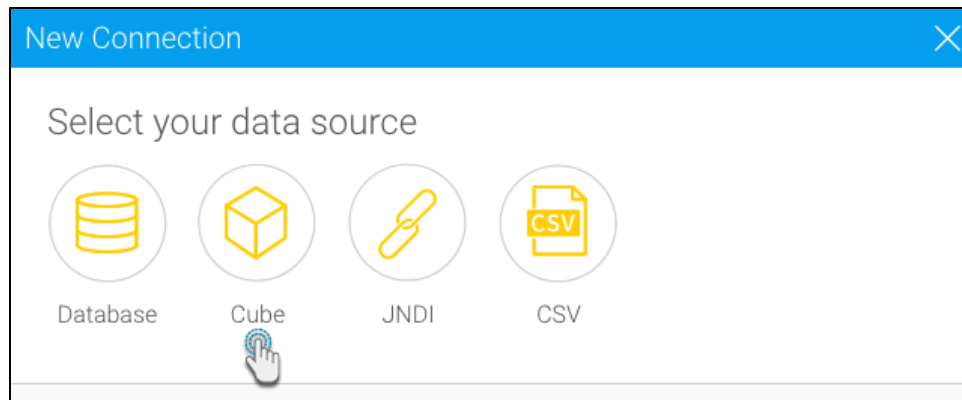 New Connection
Select your data source
CSV
Database Cube JNDI CSV